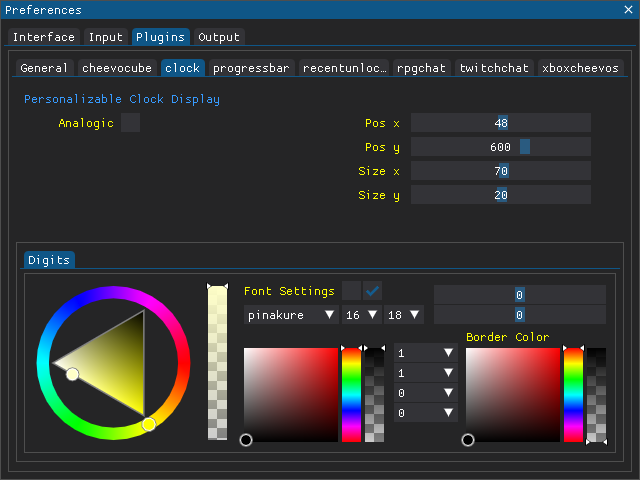 Preferences
Interface Input Plugins Output
General cheevocube clock progressbar recentunloc… rpgchat twitchchat xboxcheevos
Personalizable Clock Display
Analogic
Pos x 48
Pos y 600
Size x 70
Size y 20
Digits
Font Settings
0
pinakure 16 18
0
Border Color
1
1
0
0